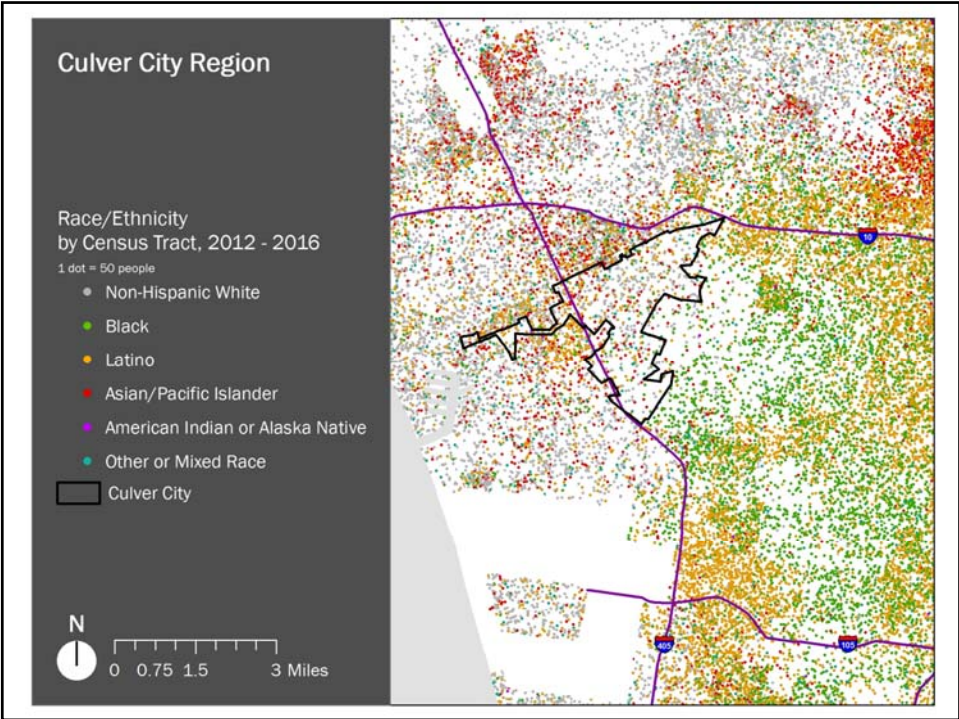 Culver City Region
Race/Ethnicity
by Census Tract, 2012 - 2016
1 dot = 50 people
Non-Hispanic White
Black
Latino
Asian/Pacific Islander
American Indian or Alaska Native
Other or Mixed Race
Culver City
N
0 0.75 1.5 3 Miles
10
405
105